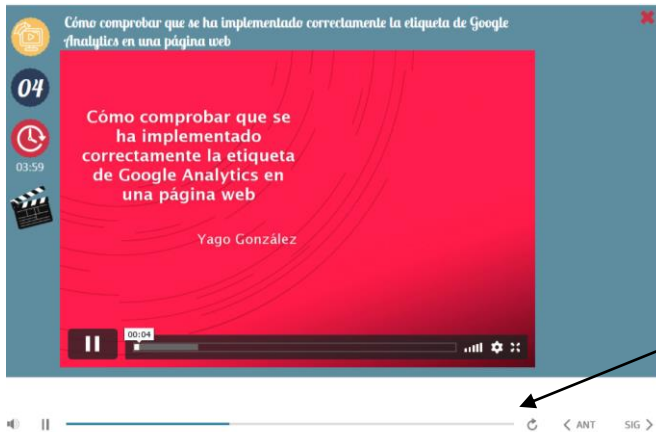 Cómo comprobar que se ha implementado correctamente la etiqueta de Google
Analytics en una página web
04
03:59
Cómo comprobar que se
ha implementado
correctamente la etiqueta
de Google Analytics en
una página web
Yago González
00:04
ANT
SIG